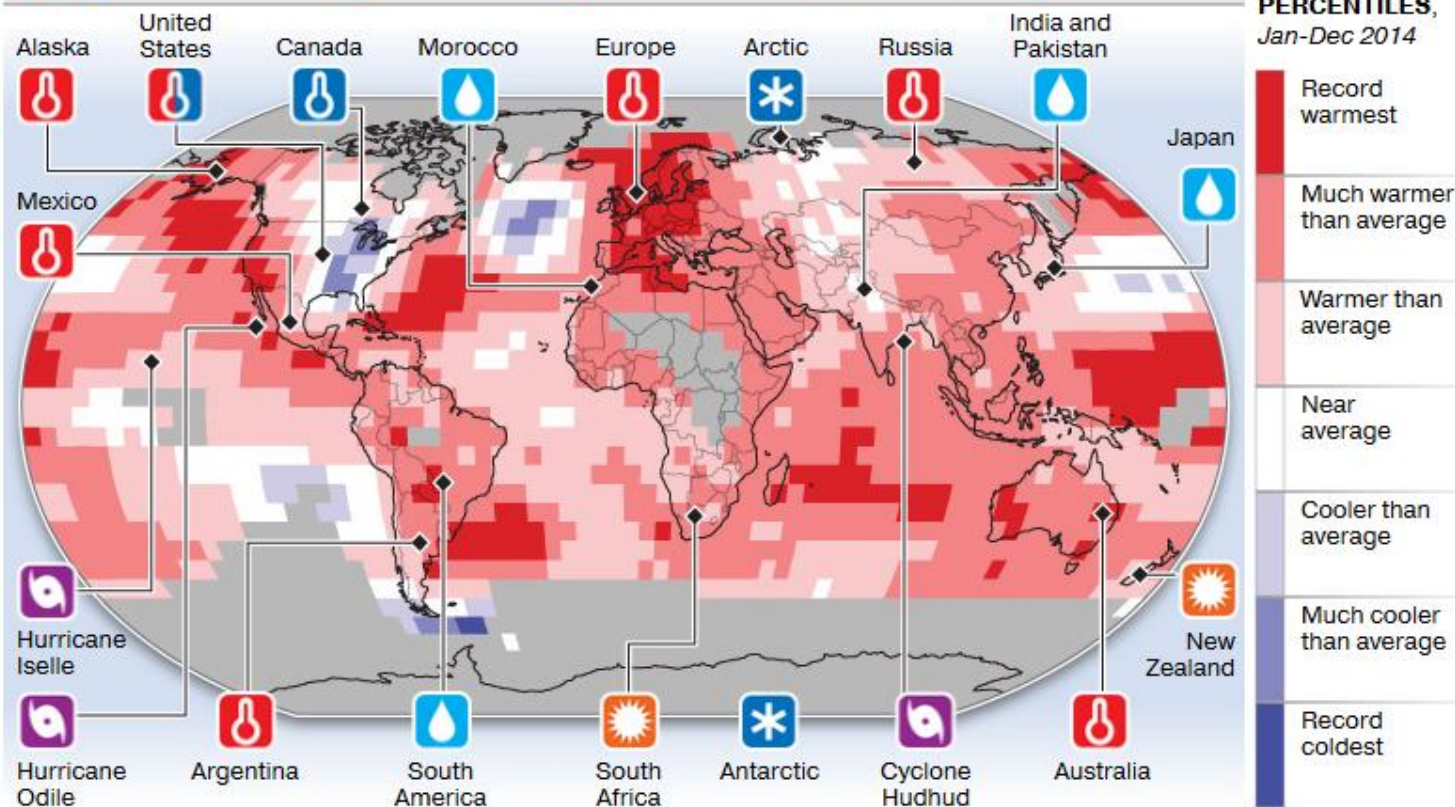 PERCENTILES,
Jan-Dec 2014
Alaska
United
States
Canada
Morocco
Europe
Arctic
Russia
India and
Pakistan
Japan
Mexico
Hurricane
Iselle
Hurricane
Odile
Argentina
South
America
South
Africa
Antarctic
Cyclone
Hudhud
Australia
New
Zealand
Record
warmest
Much warmer
than average
Warmer than
average
Near
average
Cooler than
average
Much cooler
than average
Record
coldest